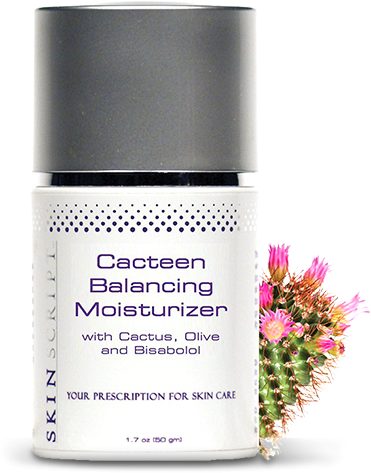 Cacteen
Balancing
Moisturizer
with Cactus, Olive
and Bisabolol
YOUR PRESCRIPTION FOR SKIN CARE
1.7 oz (50 gm)
SKIN SCRIPT